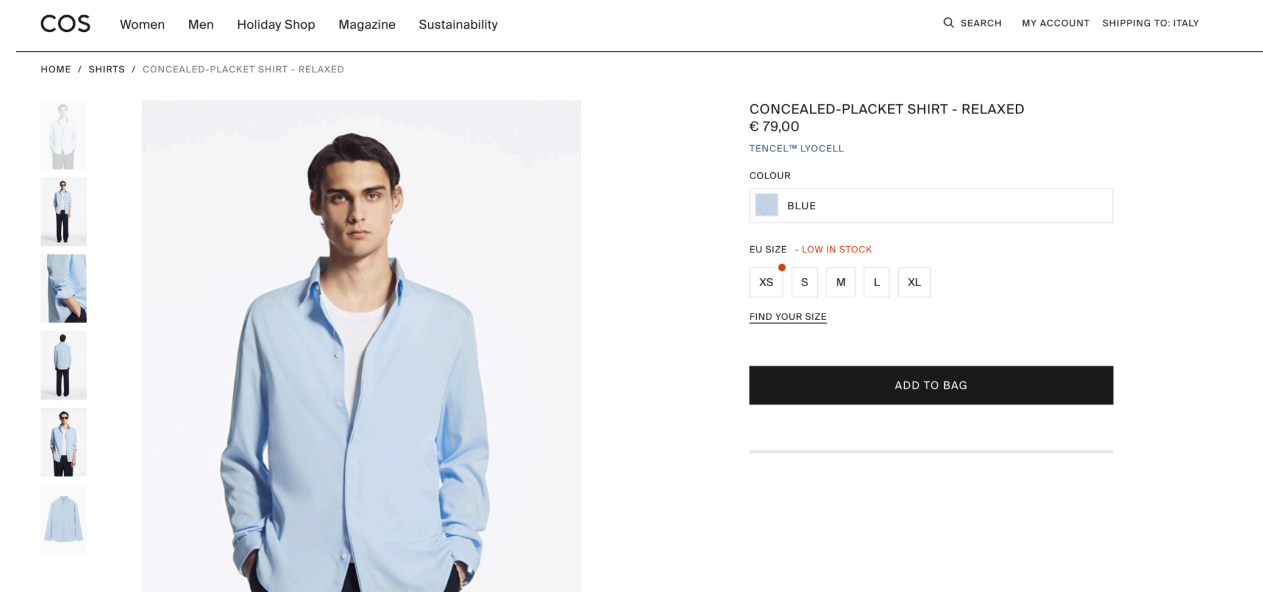 COS Women Men Holiday Shop Magazine Sustainability SEARCH MY ACCOUNT SHIPPING TO: ITALY
HOME / SHIRTS / CONCEALED-PLACKET SHIRT - RELAXED
CONCEALED-PLACKET SHIRT - RELAXED
€ 79,00
TENCEL™ LYOCELL
COLOUR
BLUE
EU SIZE - LOW IN STOCK
XS S M L XL
FIND YOUR SIZE
ADD TO BAG